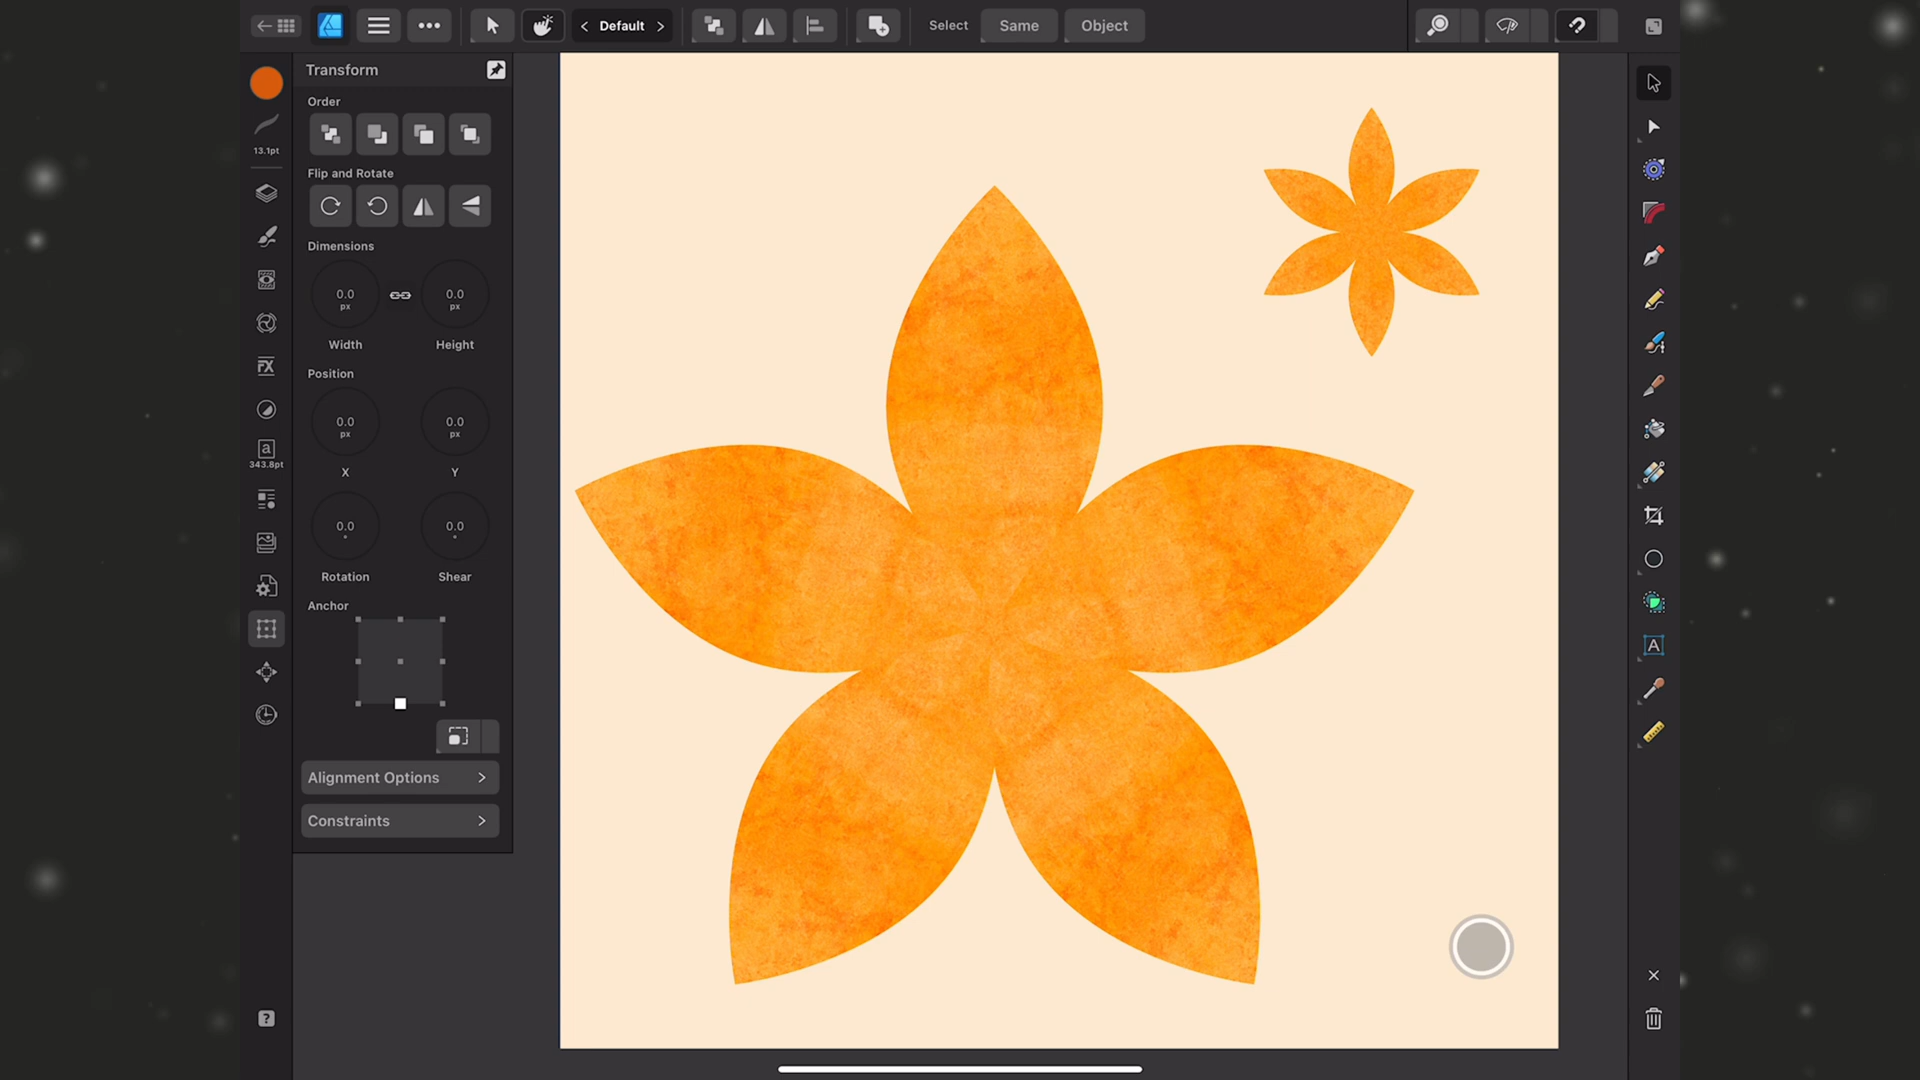 Default
Select
Same
Object
Transform
Order
13.1pt
Flip and Rotate
Dimensions
0.0 px
0.0 px
Width
Height
FX
Position
0.0 px
0.0 px
a
343.8pt
X
Y
0.0 °
0.0 °
Rotation
Shear
Anchor
A
Alignment Options
Constraints
?